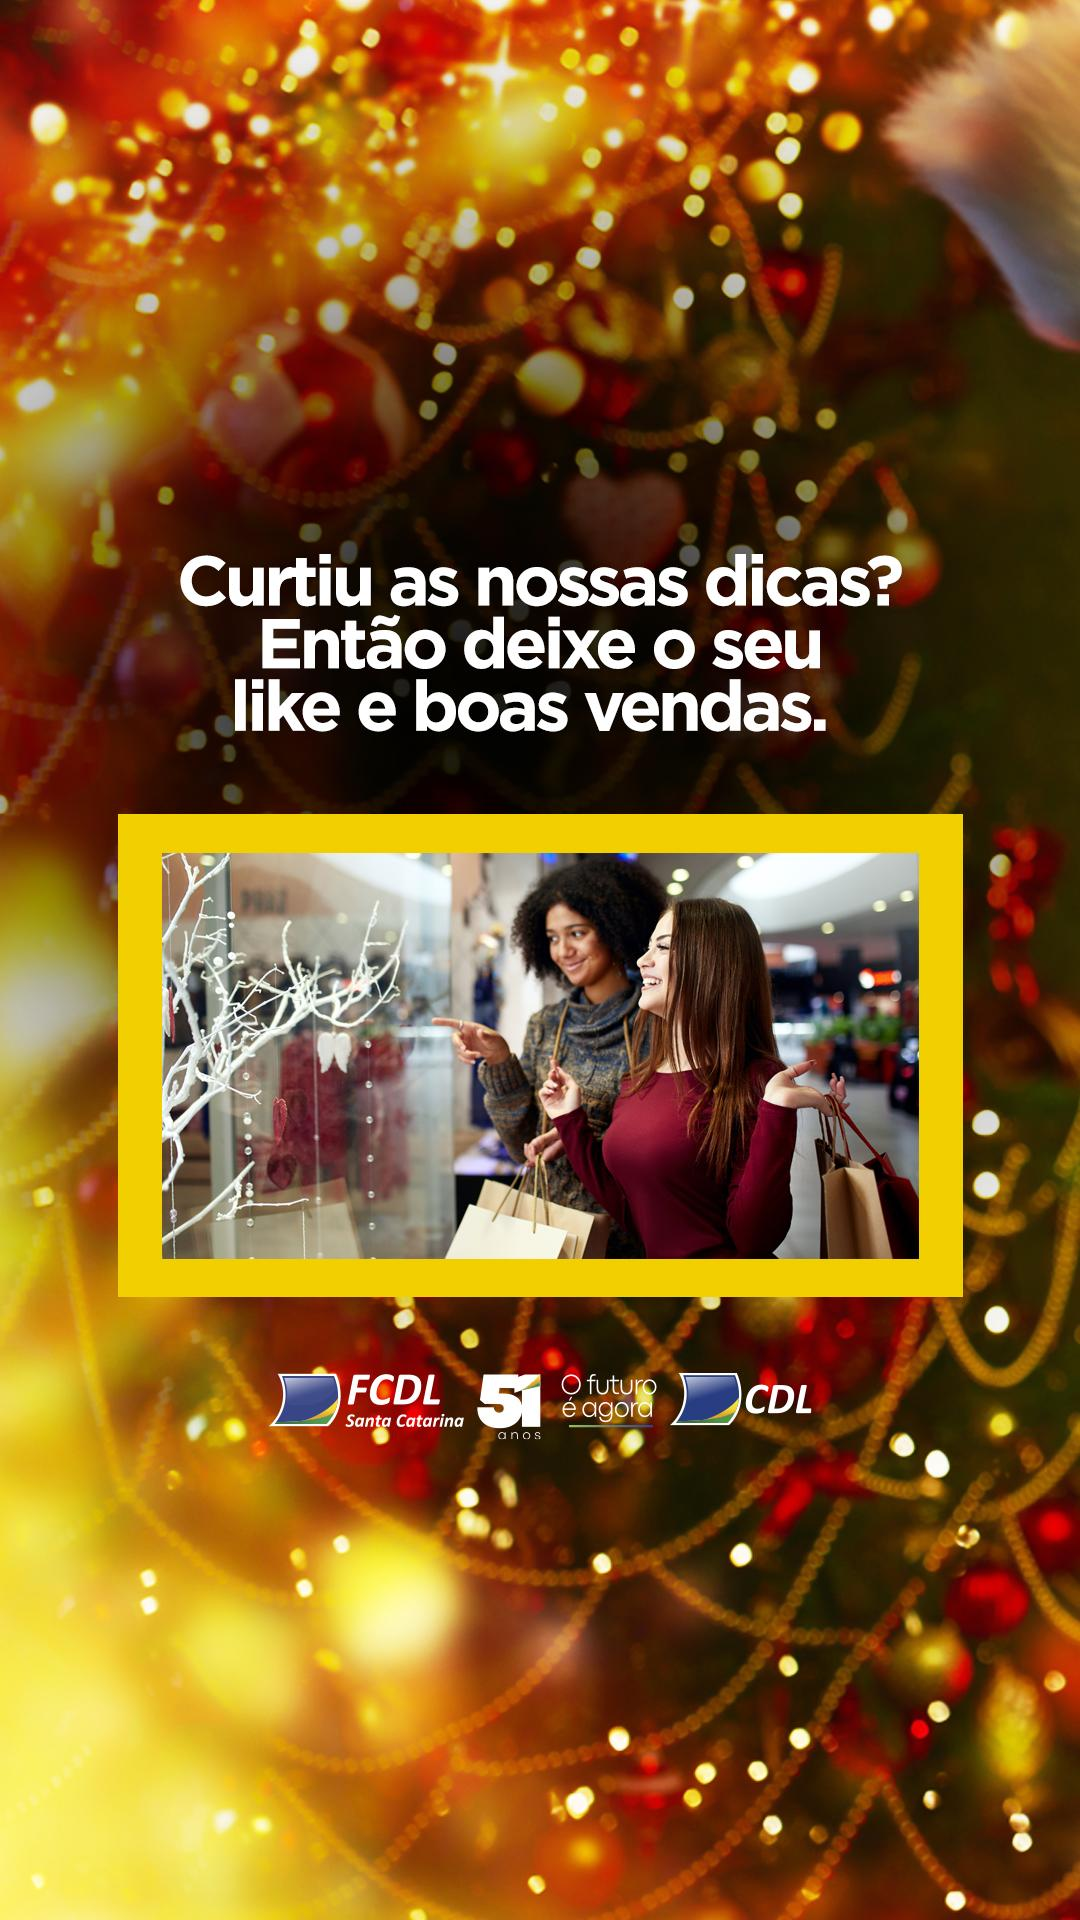 Curtiu as nossas dicas?
Então deixe o seu
like e boas vendas.
FCDL
Santa Catarina
51
anos
O futuro
é agora
CDL